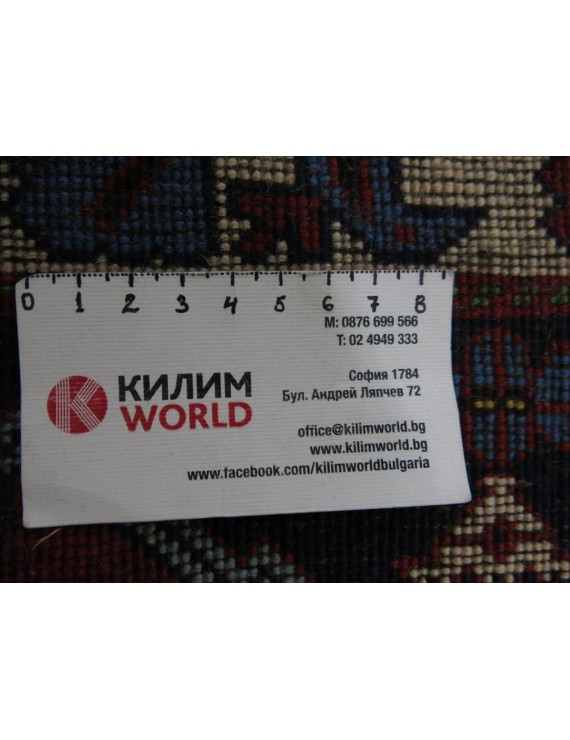 0 1 2 3 4 5 6 7 8
М: 0876 699 566
Т: 02 4949 333
София 1784
Бул. Андрей Ляпчев 72
КИЛИМ
WORLD
office@kilimworld.bg
www.kilimworld.bg
www.facebook.com/kilimworldbulgaria